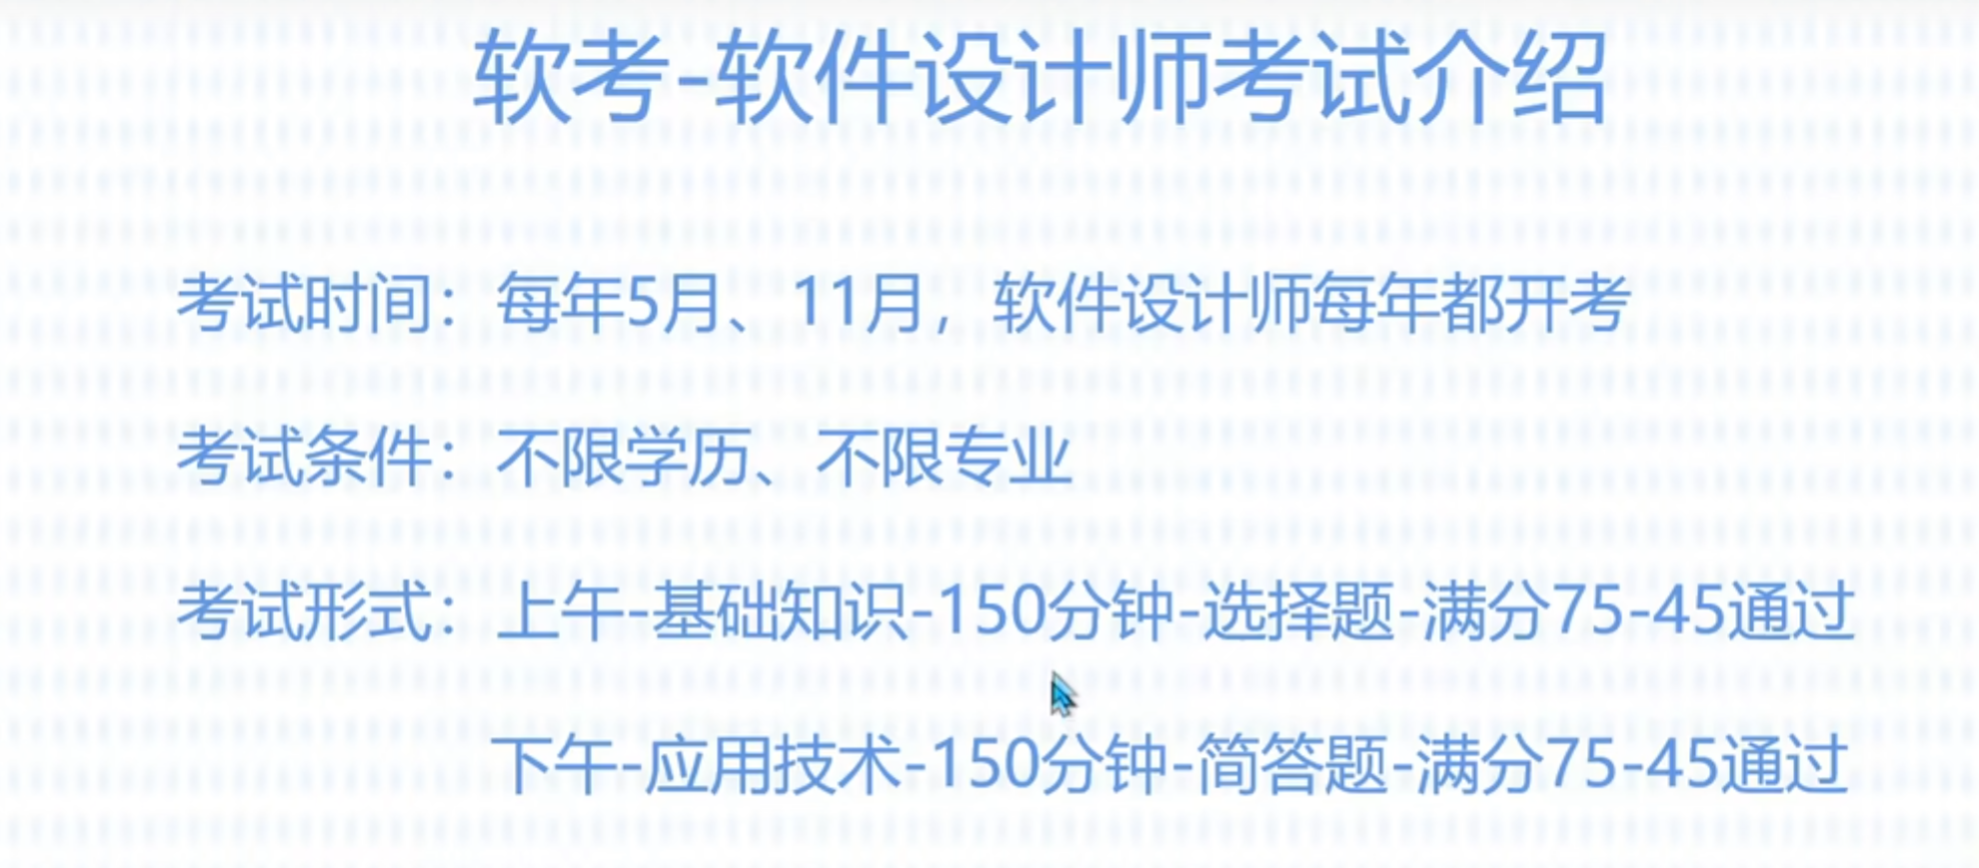 软考-软件设计师考试介绍
考试时间：每年5月、11月，软件设计师每年都开考
考试条件：不限学历、不限专业
考试形式：上午-基础知识-150分钟-选择题-满分75-45通过
下午-应用技术-150分钟-简答题-满分75-45通过